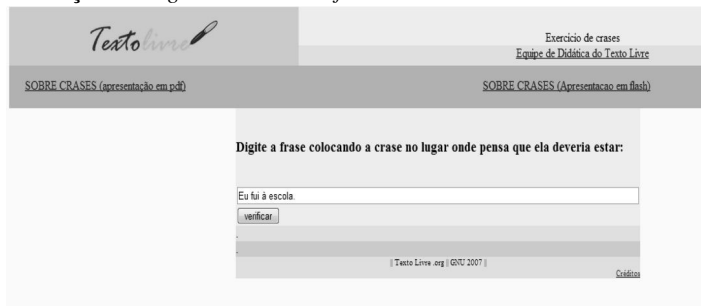 Textolivre
Exercicio de crases
Equipe de Didática do Texto Livre
SOBRE CRASES (apresentação em pdf)
SOBRE CRASES (Apresentacao em flash)
Digite a frase colocando a crase no lugar onde pensa que ela deveria estar:
Eu fui à escola.
verificar
.
.
|| Texto Livre .org || GNU 2007 ||
Créditos